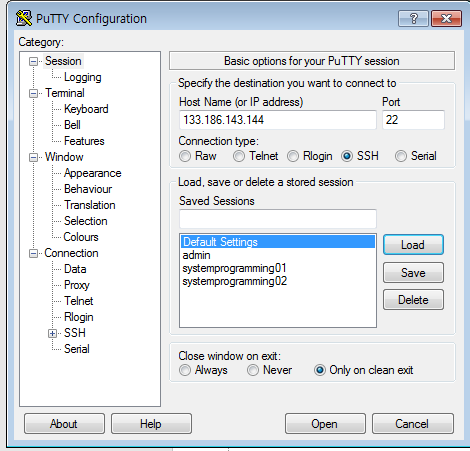 PuTTY Configuration
Category:
Session
Logging
Terminal
Keyboard
Bell
Features
Window
Appearance
Behaviour
Translation
Selection
Colours
Connection
Data
Proxy
Telnet
Rlogin
SSH
Serial
Basic options for your PuTTY session
Specify the destination you want to connect to
Host Name (or IP address) Port
133.186.143.144 22
Connection type:
Raw Telnet Rlogin SSH Serial
Load, save or delete a stored session
Saved Sessions
Default Settings
admin
systemprogramming01
systemprogramming02
Load
Save
Delete
Close window on exit:
Always Never Only on clean exit
About Help Open Cancel